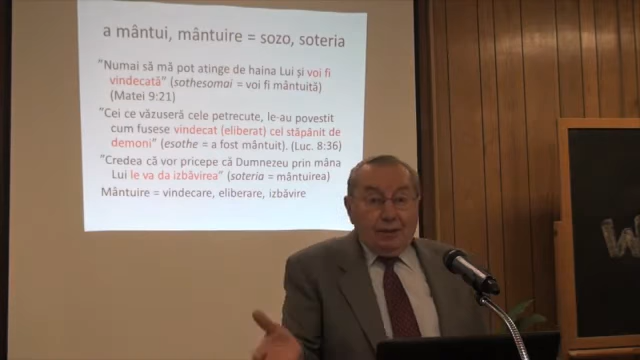 a mântui, mântuire = sozo, soteria
“Numai să mă pot atinge de haina Lui și voi fi
vindecată” (sothesomai = voi fi mântuită)
(Matei 9:21)
“Cei ce văzuseră cele petrecute, le-au povestit
cum fusese vindecat (eliberat) cel stăpânit de
demoni” (esothe = a fost mântuit). (Luc. 8:36)
“Credea că vor pricepe că Dumnezeu prin mâna
Lui le va da izbăvirea” (soteria = mântuirea)
Mântuire = vindecare, eliberare, izbăvire